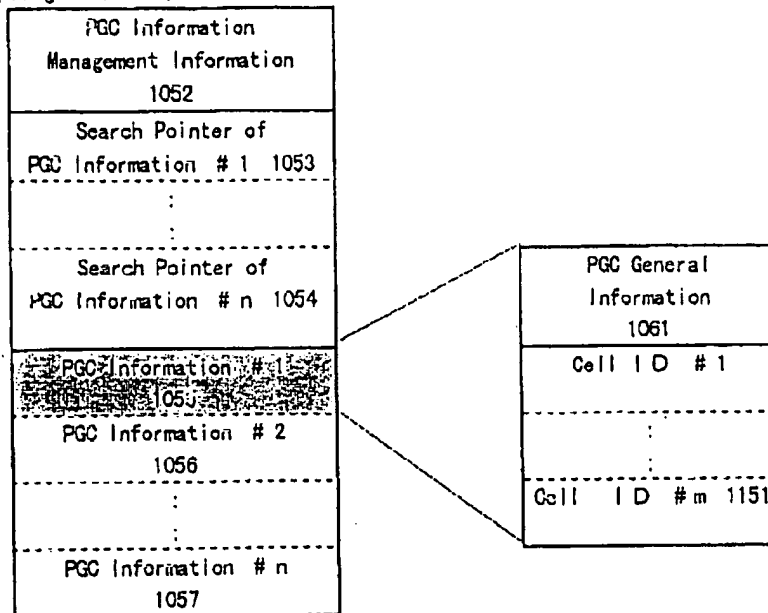 PGC Information
Management Information
1052
Search Pointer of
PGC Information # 1 1053
:
:
Search Pointer of
PGC Information # n 1054
PGC Information # 1
PGC Information # 2
1056
:
:
PGC Information # n
1057
PGC General
Information
1061
Cell ID # 1
:
:
Cell ID # m 1151